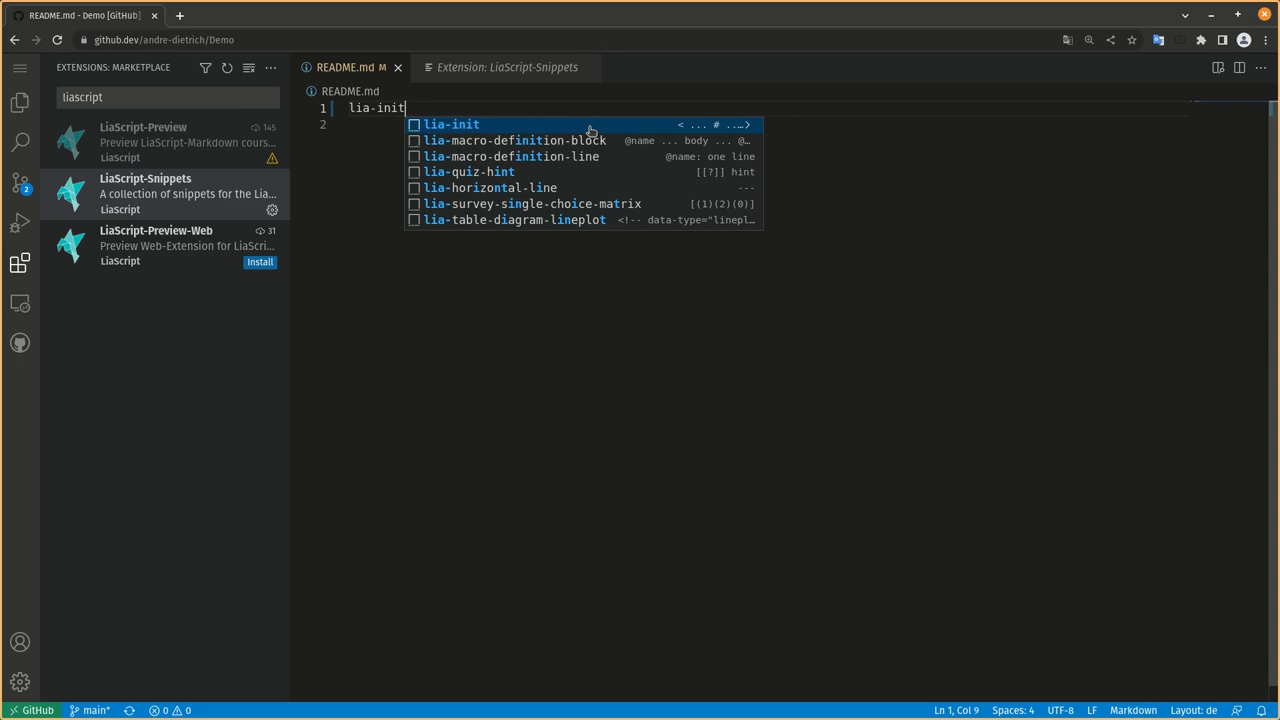 README.md - Demo [GitHub]
github.dev/andre-dietrich/Demo
EXTENSIONS: MARKETPLACE
liascript
LiaScript-Preview 145
Preview LiaScript-Markdown cours...
LiaScript
LiaScript-Snippets
A collection of snippets for the Lia...
LiaScript
LiaScript-Preview-Web 31
Preview Web-Extension for LiaScri...
LiaScript Install
README.md M Extension: LiaScript-Snippets
README.md
1 lia-init
2
lia-init < ... # ...>
lia-macro-definition-block @name ... body ... @…
lia-macro-definition-line @name: one line
lia-quiz-hint [[?]] hint
lia-horizontal-line ---
lia-survey-single-choice-matrix [(1)(2)(0)]
lia-table-diagram-lineplot <!-- data-type="linepl…
2
GitHub main* 0 0 Ln 1, Col 9 Spaces: 4 UTF-8 LF Markdown Layout: de